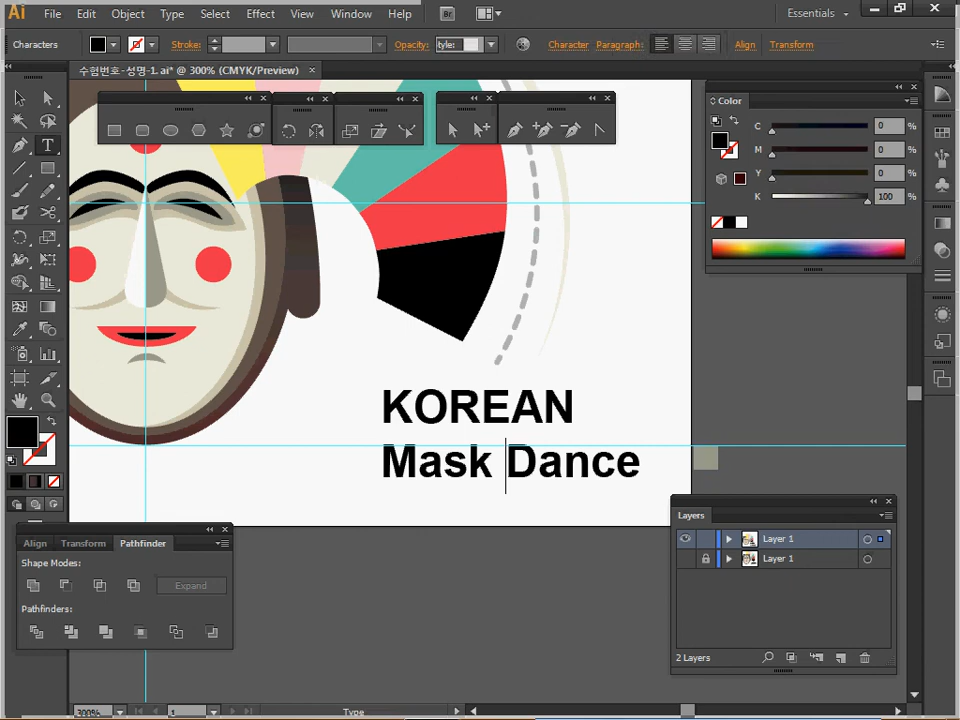 Ai File Edit Object Type Select Effect View Window Help Br Essentials
Characters Stroke: Opacity: tyle: Character Paragraph: Align Transform
수험번호-성명-1. ai* @ 300% (CMYK/Preview)
Color
C 0 %
M 0 %
Y 0 %
K 100 %
KOREAN
Mask Dance
Layers
Layer 1
Layer 1
2 Layers
Align Transform Pathfinder
Shape Modes:
Expand
Pathfinders:
300% 1 Type